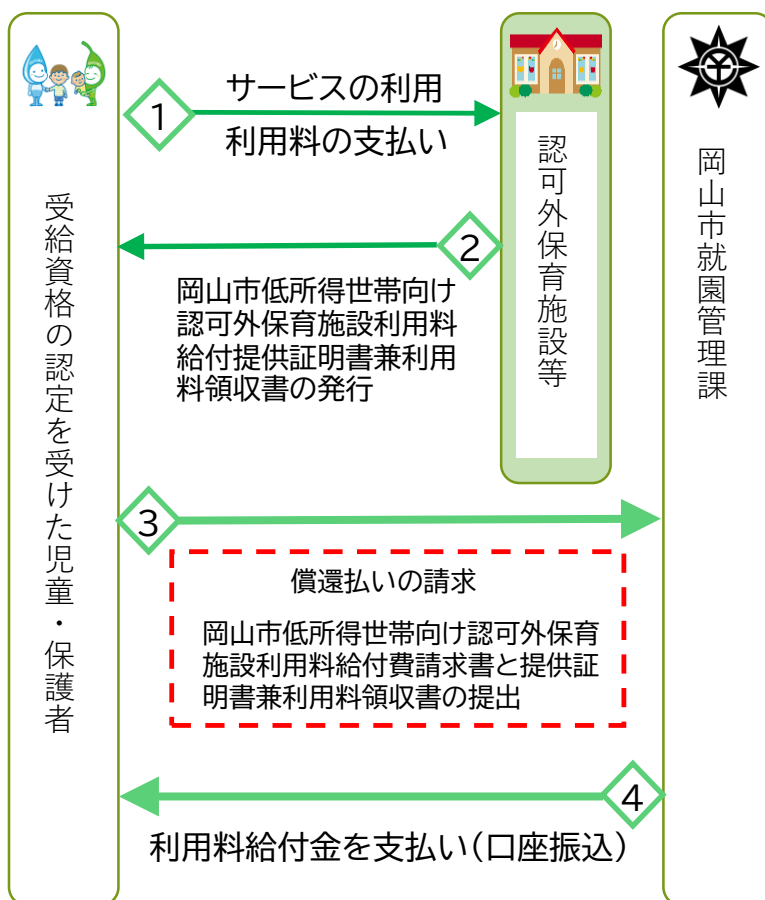 受給資格の認定を受けた児童・保護者
認可外保育施設等
岡山市就園管理課
1
サービスの利用
利用料の支払い
2
岡山市低所得世帯向け
認可外保育施設利用料
給付提供証明書兼利用
料領収書の発行
3
償還払いの請求
岡山市低所得世帯向け認可外保育
施設利用料給付費請求書と提供証
明書兼利用料領収書の提出
4
利用料給付金を支払い(口座振込)